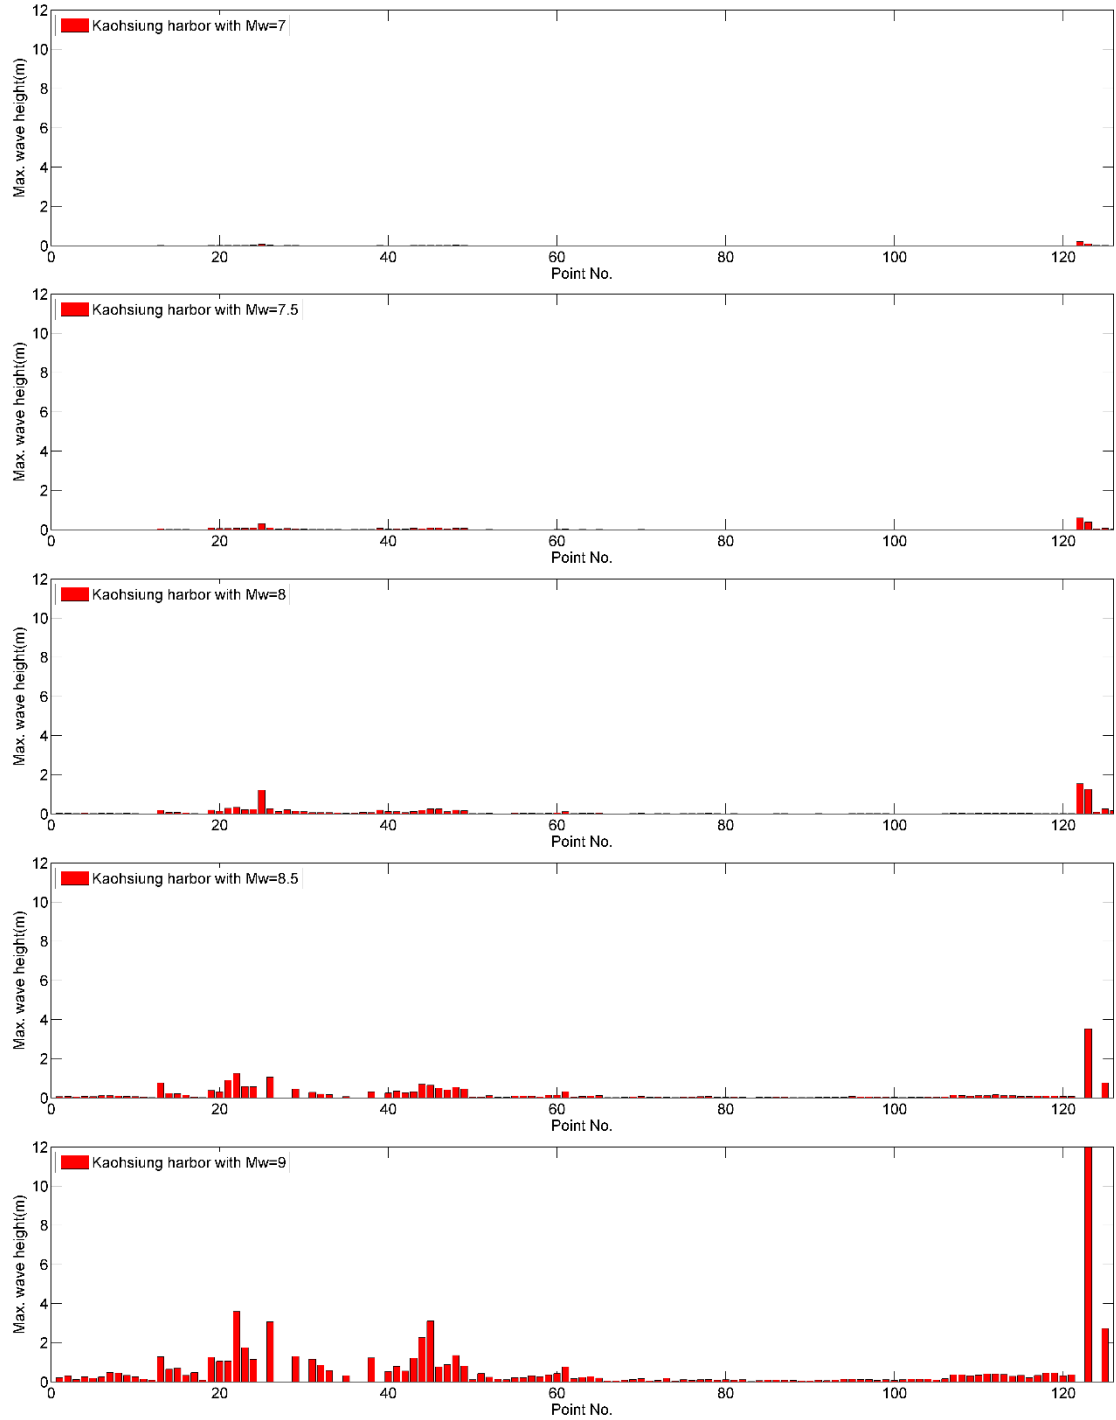 12
10
8
6
4
2
0
Max. wave height(m)
Kaohsiung harbor with Mw=7
0 20 40 60 80 100 120
Point No.
12
10
8
6
4
2
0
Max. wave height(m)
Kaohsiung harbor with Mw=7.5
0 20 40 60 80 100 120
Point No.
12
10
8
6
4
2
0
Max. wave height(m)
Kaohsiung harbor with Mw=8
0 20 40 60 80 100 120
Point No.
12
10
8
6
4
2
0
Max. wave height(m)
Kaohsiung harbor with Mw=8.5
0 20 40 60 80 100 120
Point No.
12
10
8
6
4
2
0
Max. wave height(m)
Kaohsiung harbor with Mw=9
0 20 40 60 80 100 120
Point No.